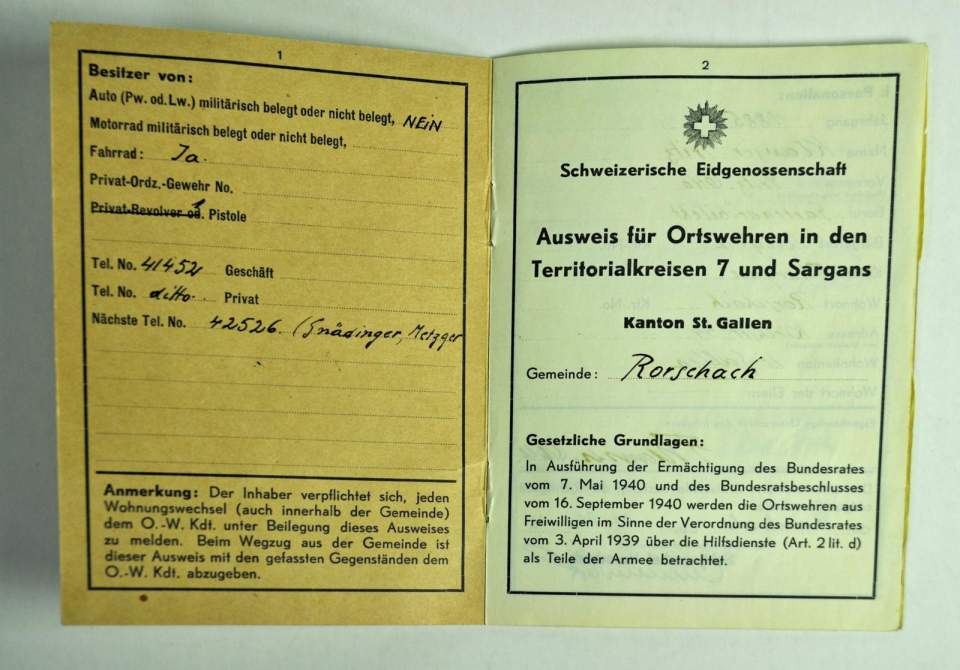 1
Besitzer von:
Auto (Pw. od. Lw.) militärisch belegt oder nicht belegt, NEIN
Motorrad militärisch belegt oder nicht belegt,
Fahrrad: Ja.
Privat-Ordz.-Gewehr No.
Privat-Revolver od. Pistole
Tel. No. 41452 Geschäft
Tel. No. ditto. Privat
Nächste Tel. No. 42526. (Gnädinger, Metzger
Anmerkung: Der Inhaber verpflichtet sich, jeden
Wohnungswechsel (auch innerhalb der Gemeinde)
dem O.-W. Kdt. unter Beilegung dieses Ausweises
zu melden. Beim Wegzug aus der Gemeinde ist
dieser Ausweis mit den gefassten Gegenständen dem
O.-W. Kdt. abzugeben.
2
Schweizerische Eidgenossenschaft
Ausweis für Ortswehren in den
Territorialkreisen 7 und Sargans
Kanton St. Gallen
Gemeinde: Rorschach
Gesetzliche Grundlagen:
In Ausführung der Ermächtigung des Bundesrates
vom 7. Mai 1940 und des Bundesratsbeschlusses
vom 16. September 1940 werden die Ortswehren aus
Freiwilligen im Sinne der Verordnung des Bundesrates
vom 3. April 1939 über die Hilfsdienste (Art. 2 lit. d)
als Teile der Armee betrachtet.